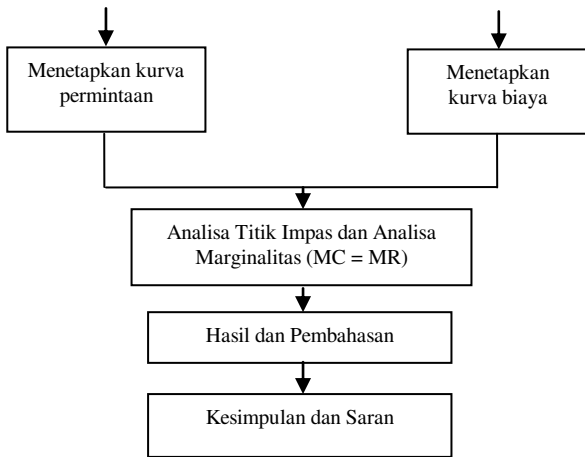 Menetapkan kurva
permintaan
Menetapkan
kurva biaya
Analisa Titik Impas dan Analisa
Marginalitas (MC = MR)
Hasil dan Pembahasan
Kesimpulan dan Saran